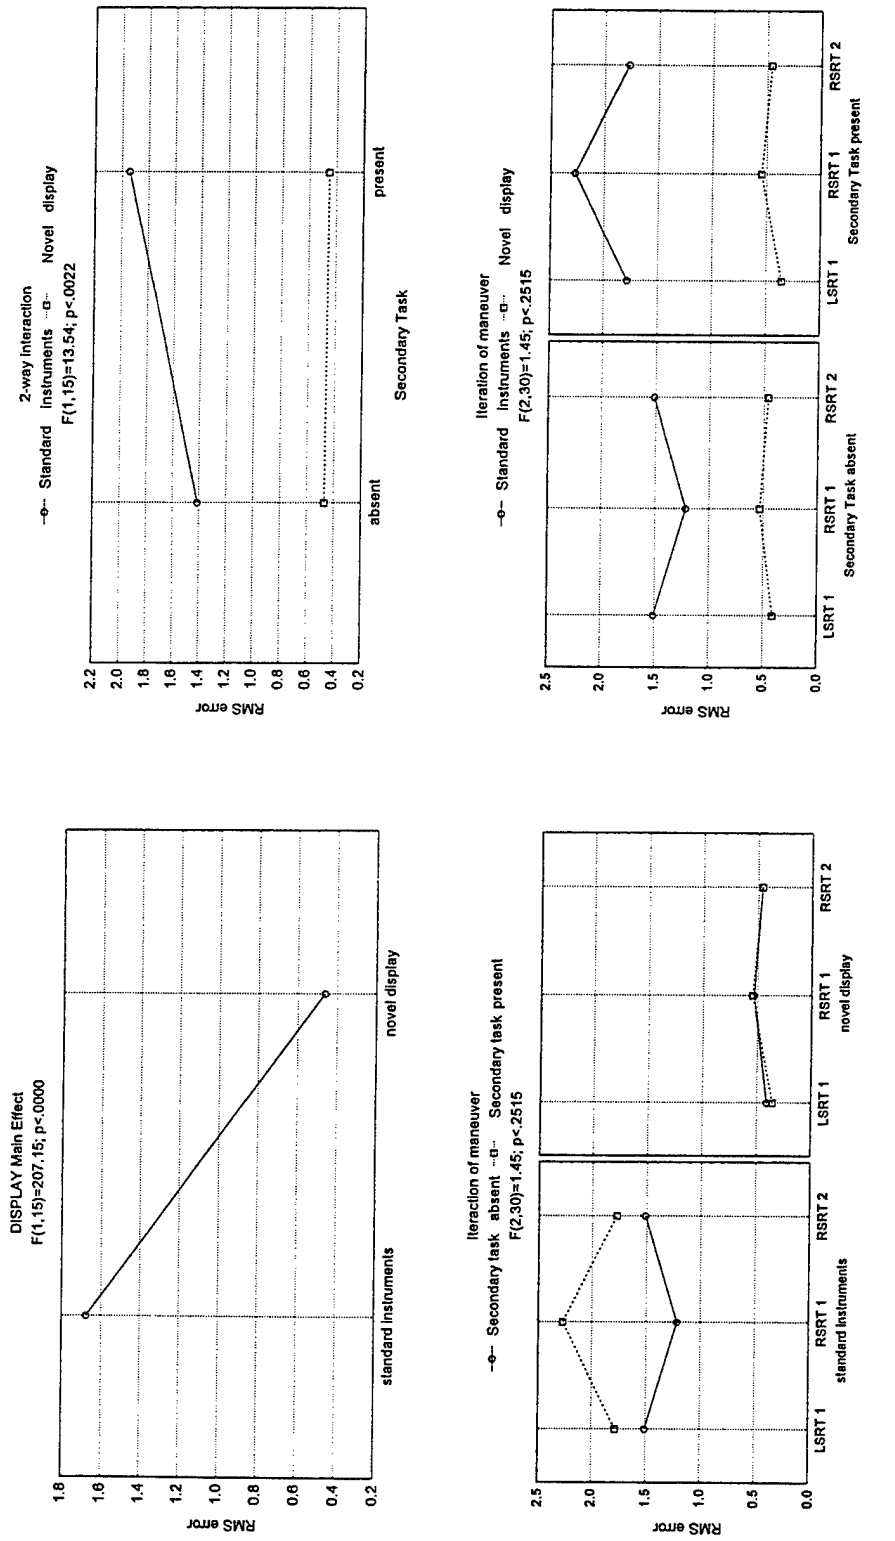 DISPLAY Main Effect
F(1,15)=207.15; p<.0000
RMS error
1.8
1.6
1.4
1.2
1.0
0.8
0.6
0.4
0.2
standard instruments
novel display
2-way interaction
Standard instruments Novel display
F(1,15)=13.54; p<.0022
RMS error
2.2
2.0
1.8
1.6
1.4
1.2
1.0
0.8
0.6
0.4
0.2
absent
present
Secondary Task
Iteraction of maneuver
Secondary task absent Secondary task present
F(2,30)=1.45; p<.2515
RMS error
2.5
2.0
1.5
1.0
0.5
0.0
LSRT 1 RSRT 1 RSRT 2
standard instruments
LSRT 1 RSRT 1 RSRT 2
novel display
Iteration of maneuver
Standard instruments Novel display
F(2,30)=1.45; p<.2515
RMS error
2.5
2.0
1.5
1.0
0.5
0.0
LSRT 1 RSRT 1 RSRT 2
Secondary Task absent
LSRT 1 RSRT 1 RSRT 2
Secondary Task present